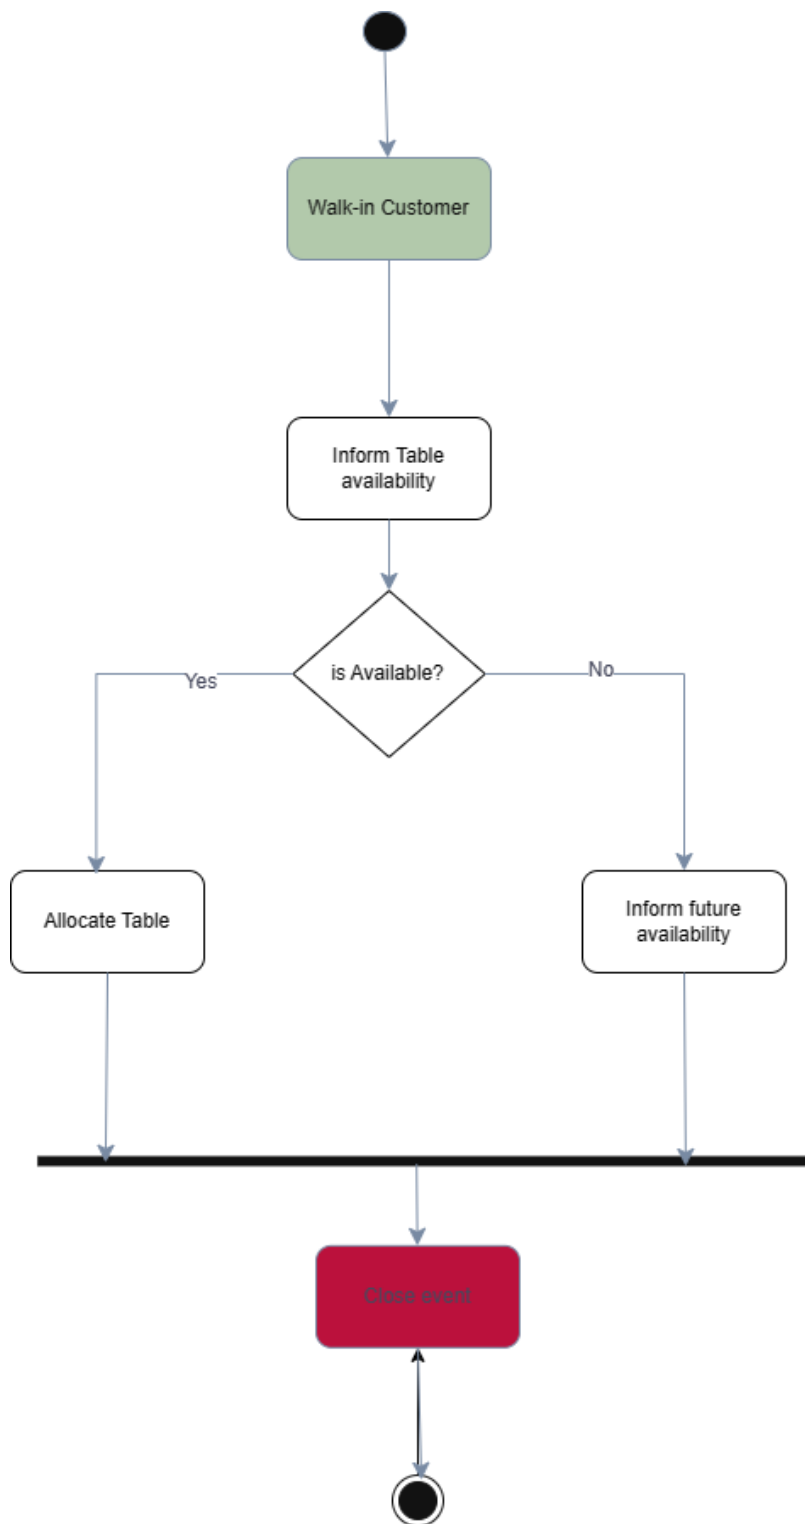 Walk-in Customer
Inform Table
availability
is Available?
Yes
No
Allocate Table
Inform future
availability
Close event